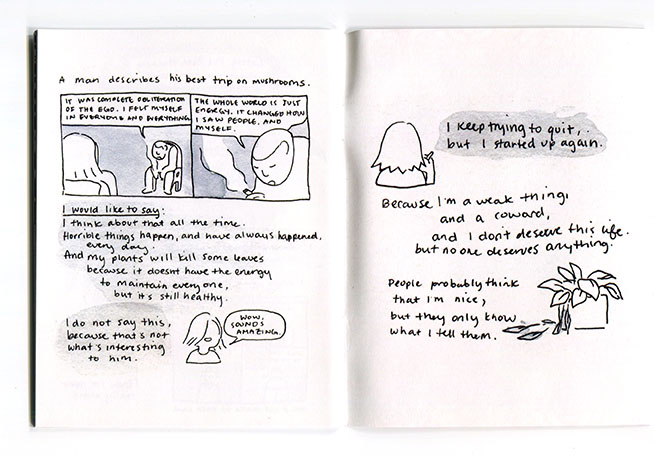 A man describes his best trip on mushrooms.
IT WAS COMPLETE OBLITERATION
OF THE EGO. I FELT MYSELF
IN EVERYONE AND EVERYTHING.
THE WHOLE WORLD IS JUST
ENERGY. IT CHANGED HOW
I SAW PEOPLE, AND
MYSELF.
I would like to say:
I think about that all the time.
Horrible things happen, and have always happened,
every day.
And my plants will kill some leaves
because it doesnt have the energy
to maintain everyone,
but it's still healthy.
I do not say this,
because that's not
what's interesting
to him.
WOW,
SOUNDS
AMAZING.
I keep trying to quit,
but I started up again.
Because I'm a weak thing,
and a coward,
and I don't deserve this life.
but no one deserves anything.
People probably think
that I'm nice,
but they only know
what I tell them.